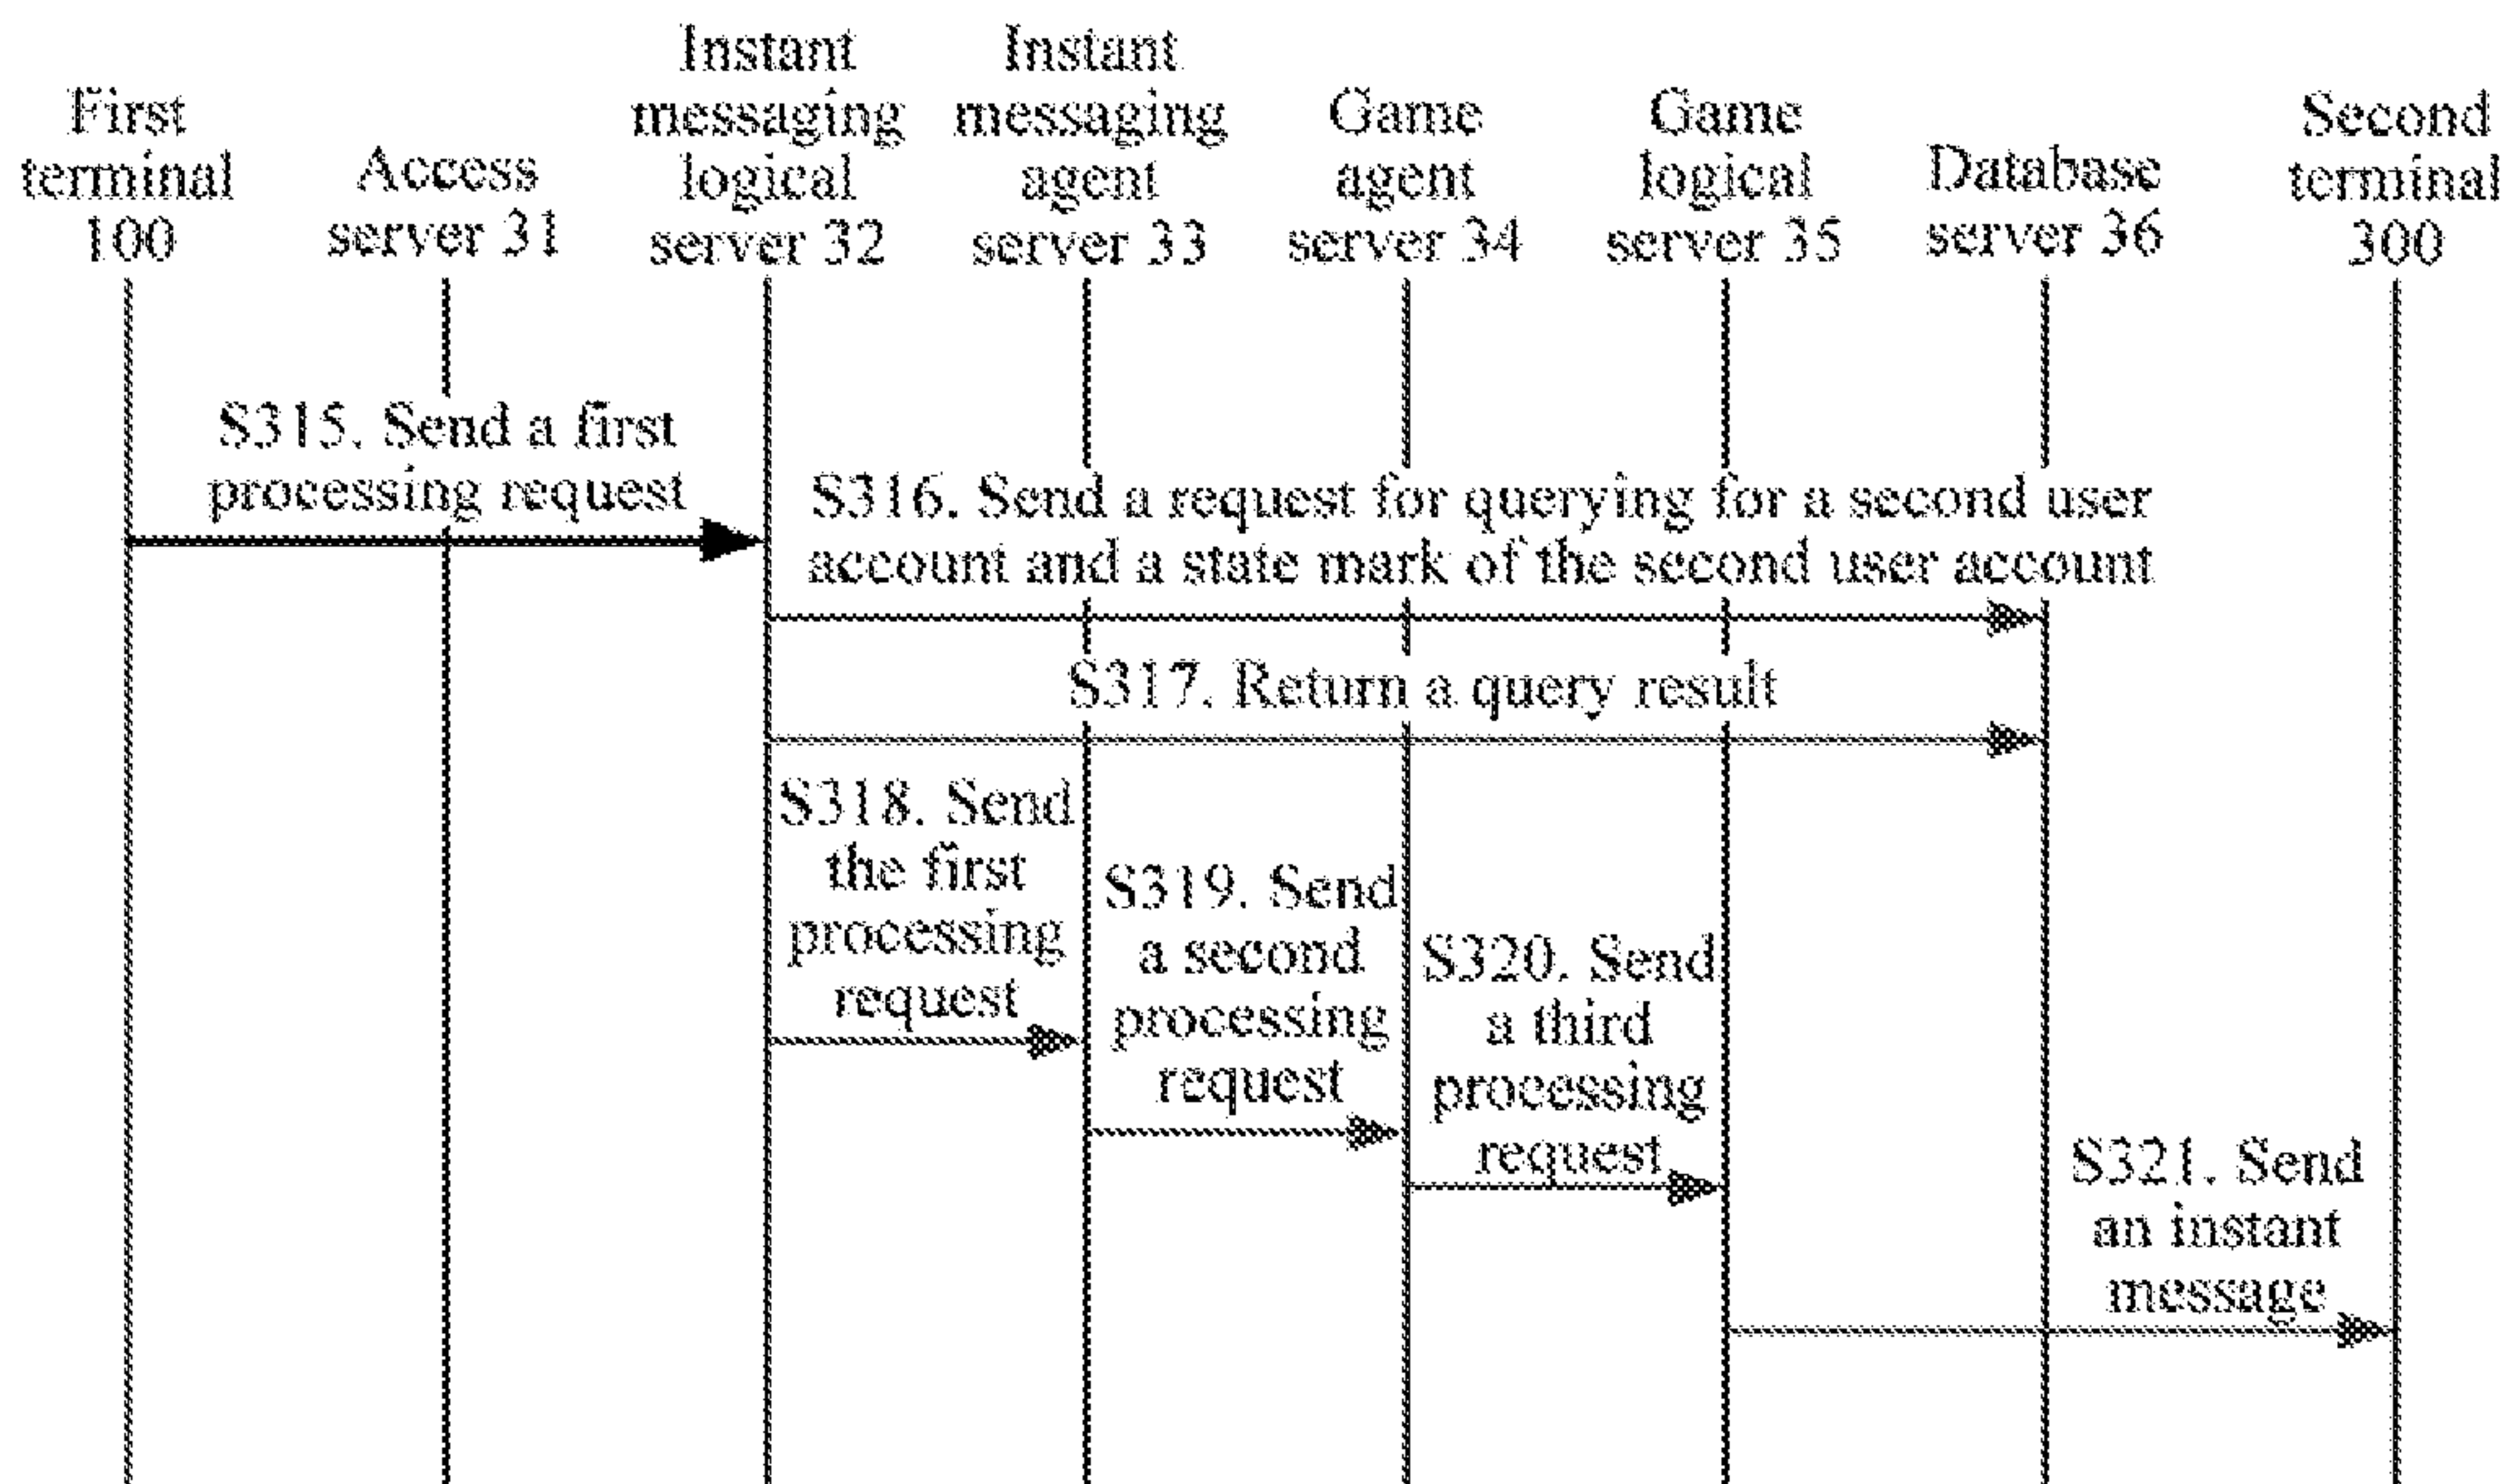 First
terminal
100
Access
server 31
Instant
messaging
logical
server 32
Instant
messaging
agent
server 33
Game
agent
server 34
Game
logical
server 35
Database
server 36
Second
terminal
300
S315. Send a first
processing request
S316. Send a request for querying for a second user
account and a state mark of the second user account
S317. Return a query result
S318. Send
the first
processing
request
S319. Send
a second
processing
request
S320. Send
a third
processing
request
S321. Send
an instant
message